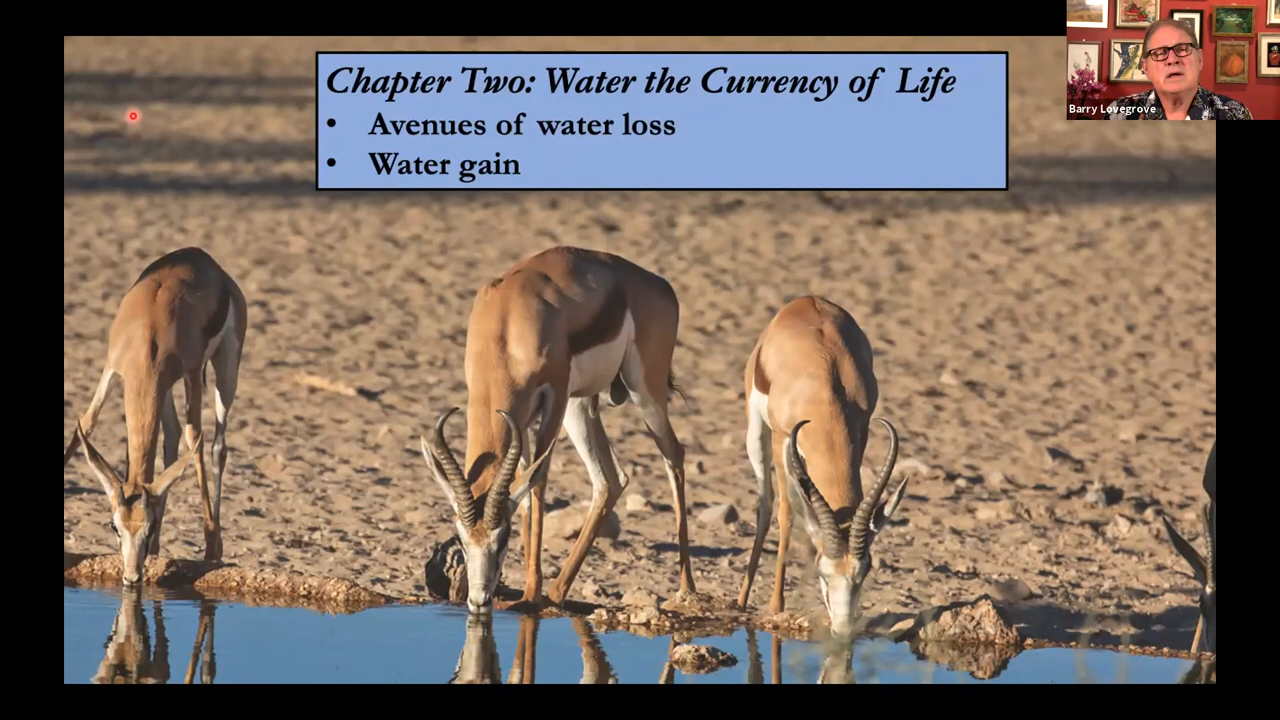 Chapter Two: Water the Currency of Life
• Avenues of water loss
• Water gain
Barry Lovegrove